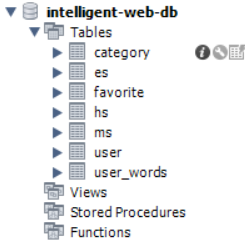 intelligent-web-db
Tables
category
es
favorite
hs
ms
user
user_words
Views
Stored Procedures
Functions